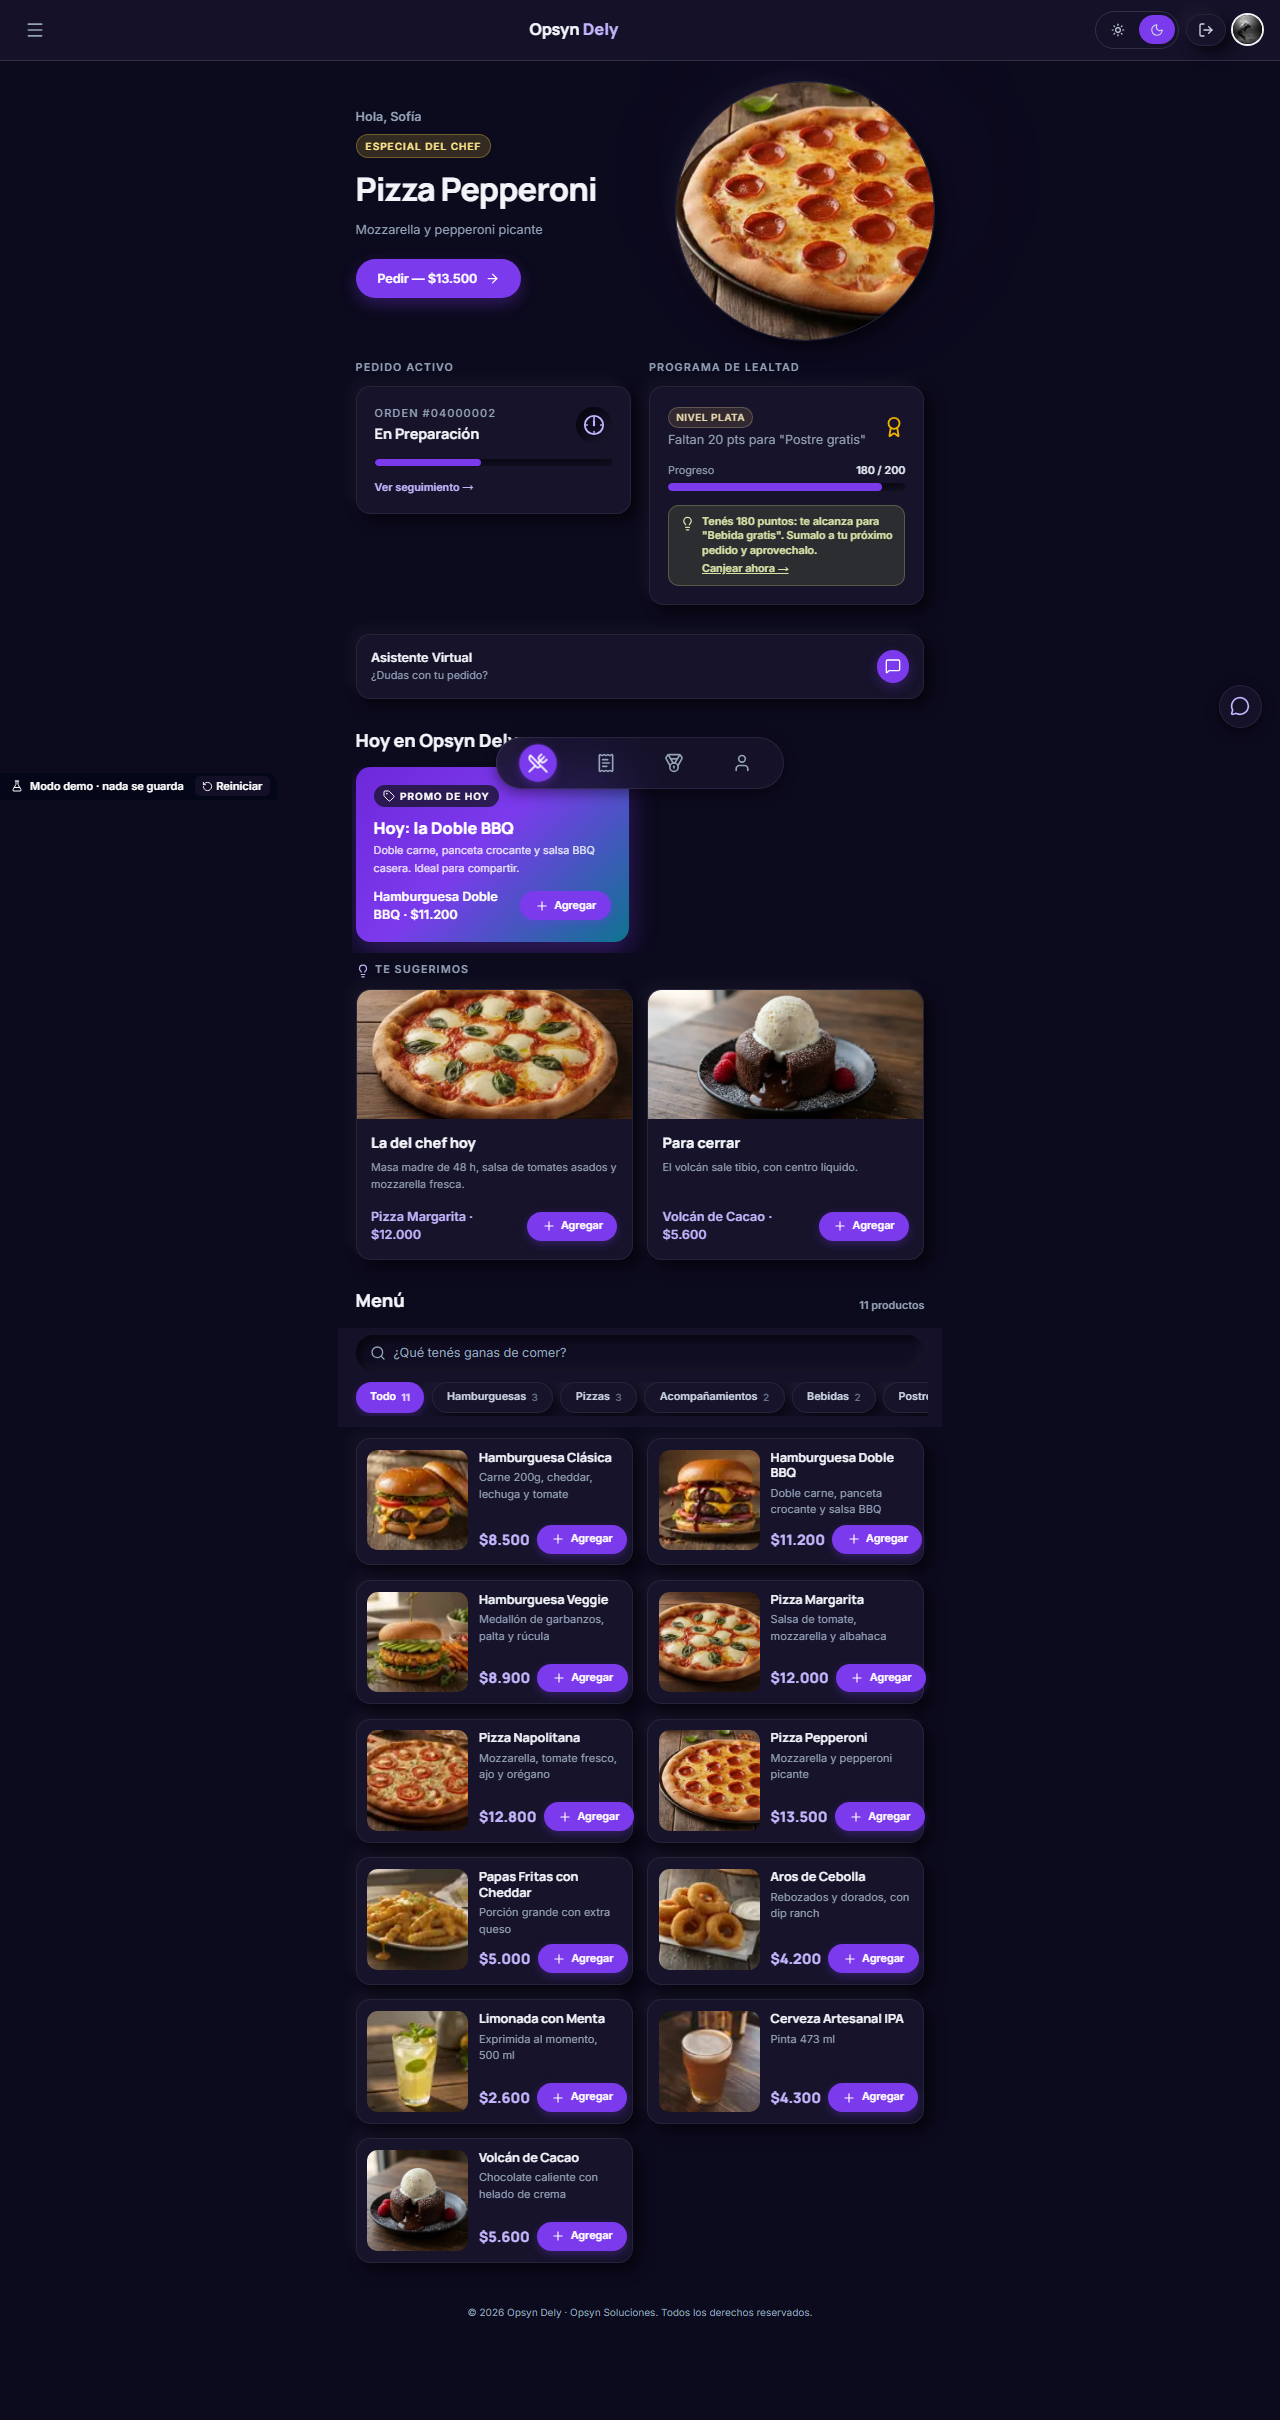 Opsyn Dely
Hola, Sofía
ESPECIAL DEL CHEF
Pizza Pepperoni
Mozzarella y pepperoni picante
Pedir — $13.500 →
PEDIDO ACTIVO
ORDEN #04000002
En Preparación
Ver seguimiento →
PROGRAMA DE LEALTAD
NIVEL PLATA
Faltan 20 pts para "Postre gratis"
Progreso 180 / 200
Tenés 180 puntos: te alcanza para
"Bebida gratis". Sumalo a tu próximo
pedido y aprovechalo.
Canjear ahora →
Asistente Virtual
¿Dudas con tu pedido?
Hoy en Opsyn Dely
Modo demo · nada se guarda Reiniciar
PROMO DE HOY
Hoy: la Doble BBQ
Doble carne, panceta crocante y salsa BBQ
casera. Ideal para compartir.
Hamburguesa Doble
BBQ · $11.200
+ Agregar
TE SUGERIMOS
La del chef hoy
Masa madre de 48 h, salsa de tomates asados y
mozzarella fresca.
Pizza Margarita ·
$12.000
+ Agregar
Para cerrar
El volcán sale tibio, con centro líquido.
Volcán de Cacao ·
$5.600
+ Agregar
Menú
11 productos
¿Qué tenés ganas de comer?
Todo 11 Hamburguesas 3 Pizzas 3 Acompañamientos 2 Bebidas 2 Postre
Hamburguesa Clásica
Carne 200g, cheddar,
lechuga y tomate
$8.500 + Agregar
Hamburguesa Doble
BBQ
Doble carne, panceta
crocante y salsa BBQ
$11.200 + Agregar
Hamburguesa Veggie
Medallón de garbanzos,
palta y rúcula
$8.900 + Agregar
Pizza Margarita
Salsa de tomate,
mozzarella y albahaca
$12.000 + Agregar
Pizza Napolitana
Mozzarella, tomate fresco,
ajo y orégano
$12.800 + Agregar
Pizza Pepperoni
Mozzarella y pepperoni
picante
$13.500 + Agregar
Papas Fritas con
Cheddar
Porción grande con extra
queso
$5.000 + Agregar
Aros de Cebolla
Rebozados y dorados, con
dip ranch
$4.200 + Agregar
Limonada con Menta
Exprimida al momento,
500 ml
$2.600 + Agregar
Cerveza Artesanal IPA
Pinta 473 ml
$4.300 + Agregar
Volcán de Cacao
Chocolate caliente con
helado de crema
$5.600 + Agregar
© 2026 Opsyn Dely · Opsyn Soluciones. Todos los derechos reservados.